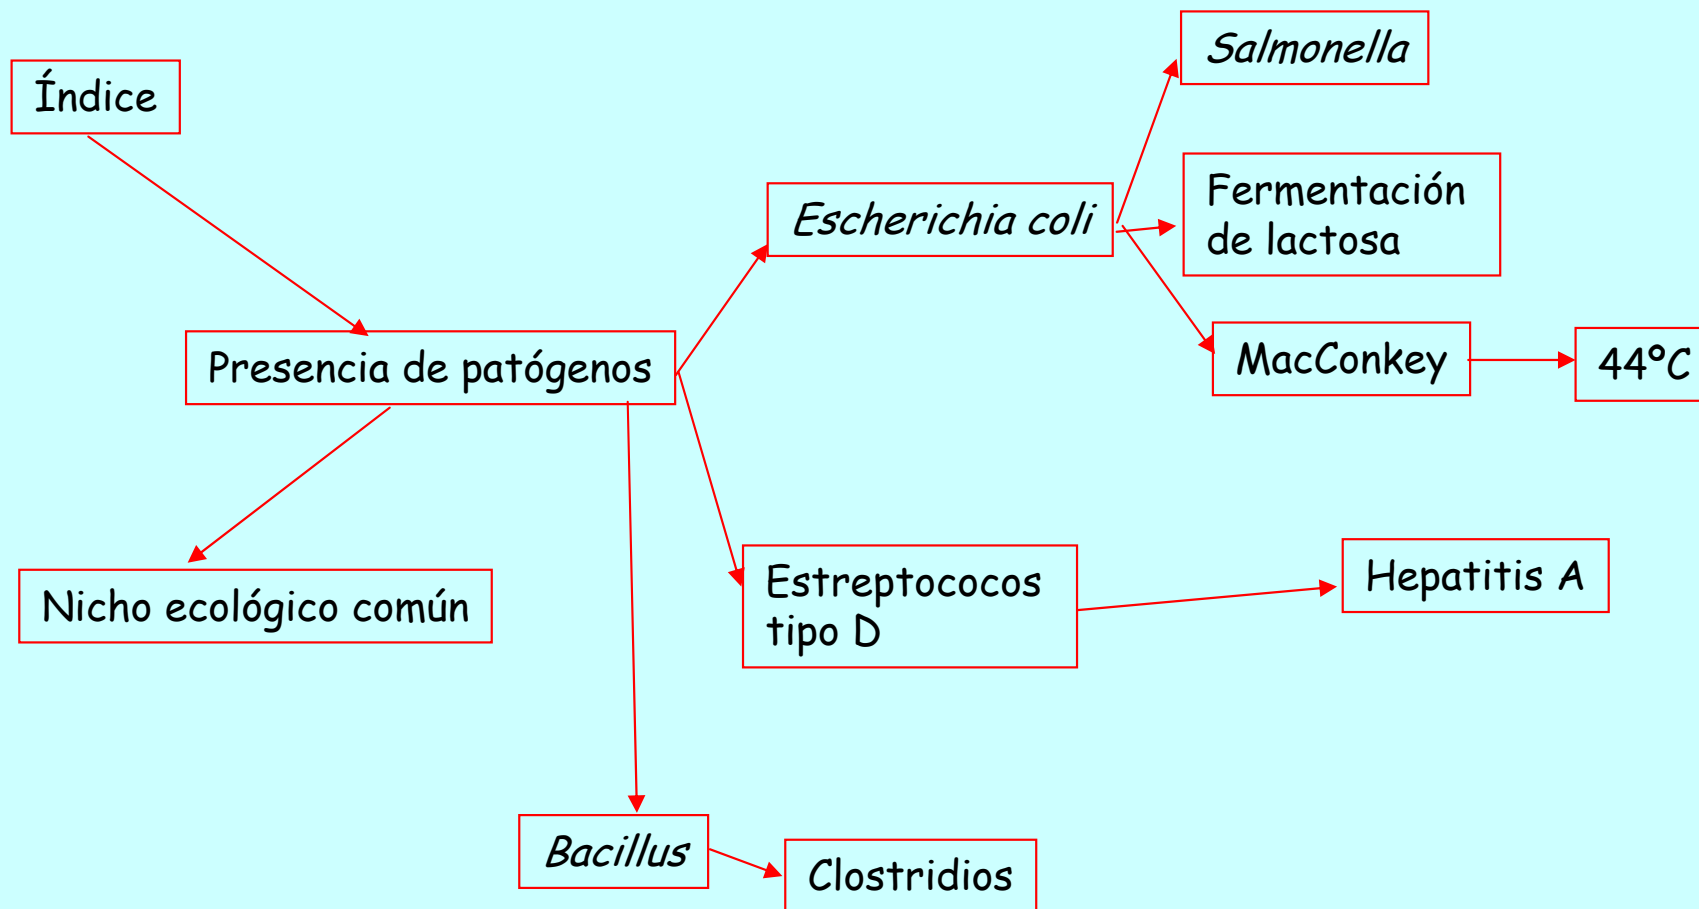 Salmonella
Índice
Fermentación
de lactosa
Escherichia coli
MacConkey
44ºC
Presencia de patógenos
Estreptococos
tipo D
Hepatitis A
Nicho ecológico común
Bacillus
Clostridios